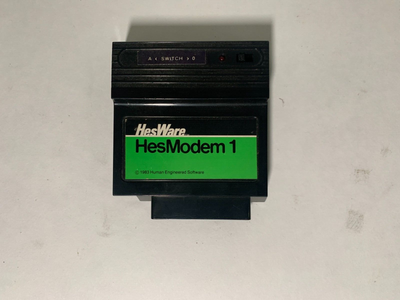 A • SWITCH • O
HesWare
HesModem 1
© 1983 Human Engineered Software